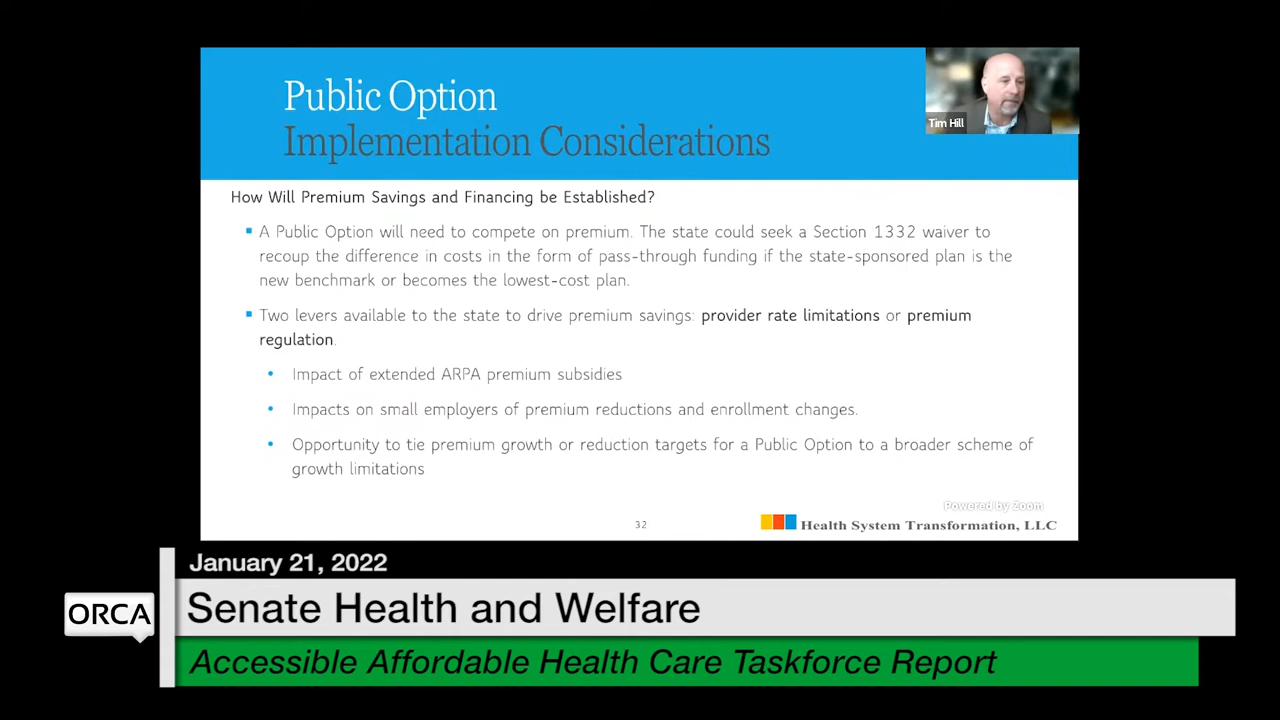 Public Option
Implementation Considerations
Tim Hill
How Will Premium Savings and Financing be Established?
A Public Option will need to compete on premium. The state could seek a Section 1332 waiver to
recoup the difference in costs in the form of pass-through funding if the state-sponsored plan is the
new benchmark or becomes the lowest-cost plan.
Two levers available to the state to drive premium savings: provider rate limitations or premium
regulation.
Impact of extended ARPA premium subsidies
Impacts on small employers of premium reductions and enrollment changes.
Opportunity to tie premium growth or reduction targets for a Public Option to a broader scheme of
growth limitations
Powered by Zoom
32
Health System Transformation, LLC
January 21, 2022
ORCA
Senate Health and Welfare
Accessible Affordable Health Care Taskforce Report